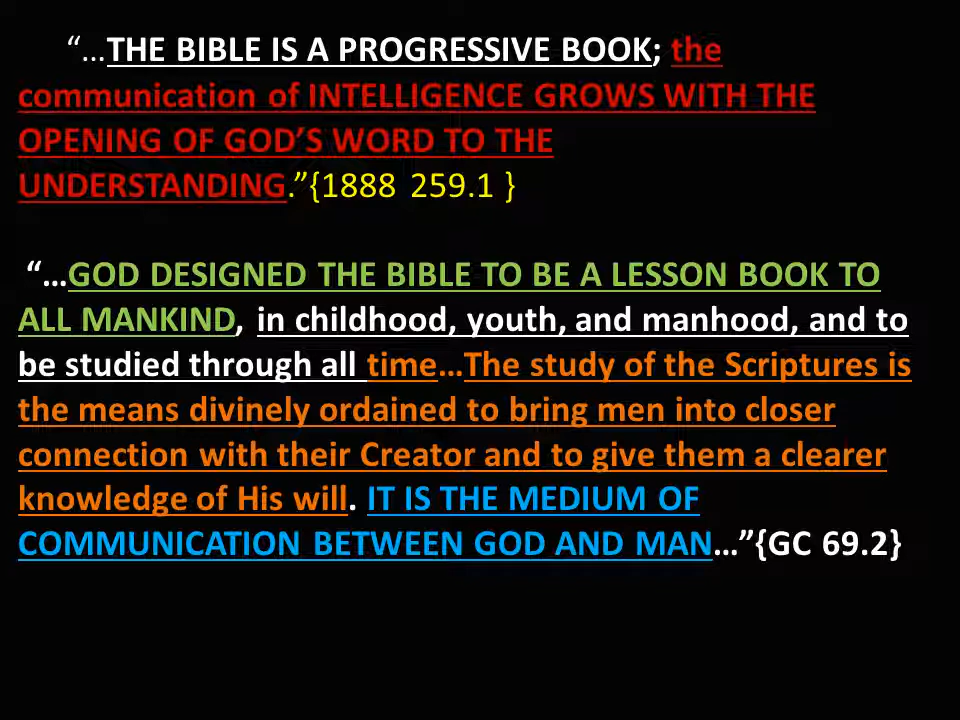 “…THE BIBLE IS A PROGRESSIVE BOOK; the
communication of INTELLIGENCE GROWS WITH THE
OPENING OF GOD’S WORD TO THE
UNDERSTANDING.”{1888 259.1 }
“…GOD DESIGNED THE BIBLE TO BE A LESSON BOOK TO
ALL MANKIND, in childhood, youth, and manhood, and to
be studied through all time…The study of the Scriptures is
the means divinely ordained to bring men into closer
connection with their Creator and to give them a clearer
knowledge of His will. IT IS THE MEDIUM OF
COMMUNICATION BETWEEN GOD AND MAN…”{GC 69.2}